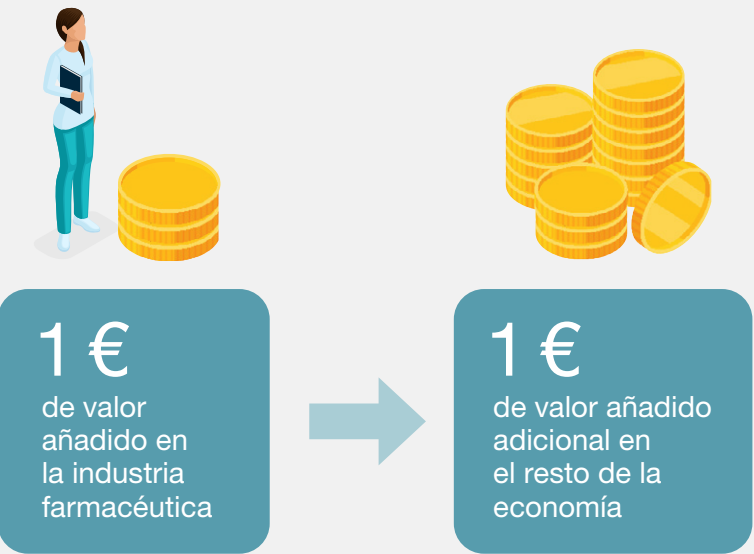 1 €
de valor
añadido en
la industria
farmacéutica
1 €
de valor añadido
adicional en
el resto de la
economía